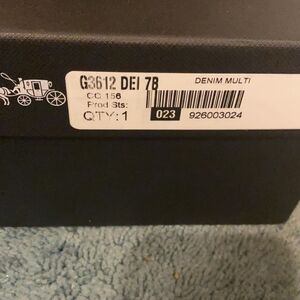 G3612 DEI 7B DENIM MULTI
CC-156
Prod Sts:
QTY: 1 023 926003024